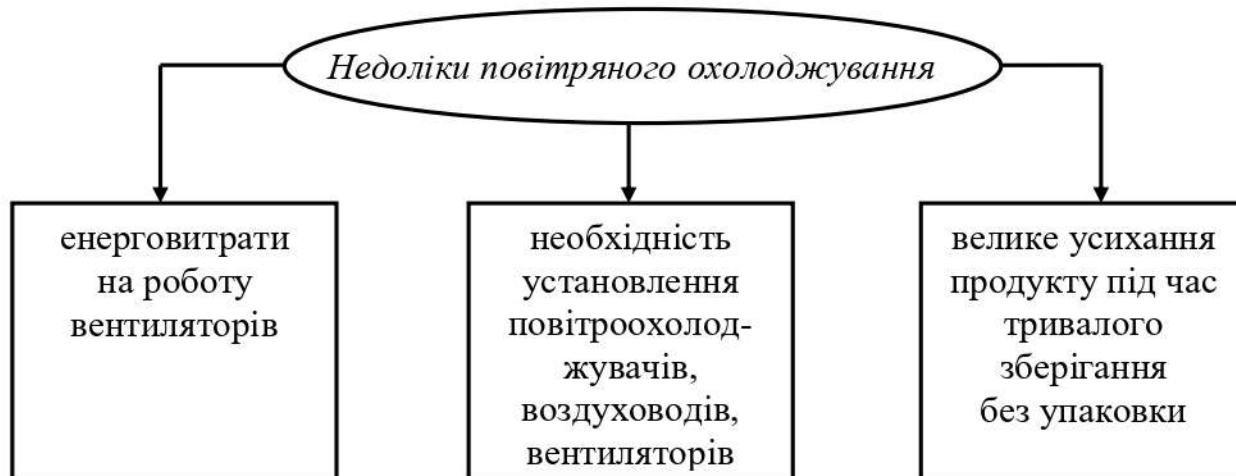 Недоліки повітряного охолоджування
енерговитрати
на роботу
вентиляторів
необхідність
установлення
повітроохолод-
жувачів,
воздуховодів,
вентиляторів
велике усихання
продукту під час
тривалого
зберігання
без упаковки